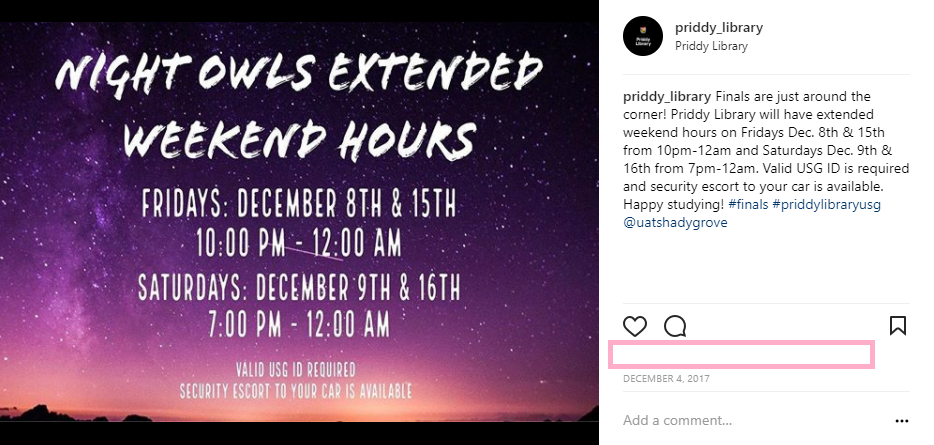 NIGHT OWLS EXTENDED
WEEKEND HOURS
FRIDAYS: DECEMBER 8TH & 15TH
10:00 PM - 12:00 AM
SATURDAYS: DECEMBER 9TH & 16TH
7:00 PM - 12:00 AM
VALID USG ID REQUIRED
SECURITY ESCORT TO YOUR CAR IS AVAILABLE
Priddy
Library
priddy_library
Priddy Library
priddy_library Finals are just around the
corner! Priddy Library will have extended
weekend hours on Fridays Dec. 8th & 15th
from 10pm-12am and Saturdays Dec. 9th &
16th from 7pm-12am. Valid USG ID is required
and security escort to your car is available.
Happy studying! #finals #priddylibraryusg
@uatshadygrove
DECEMBER 4, 2017
Add a comment...